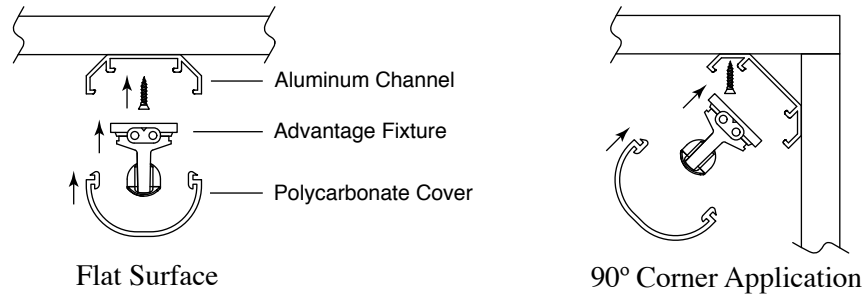 Aluminum Channel
Advantage Fixture
Polycarbonate Cover
Flat Surface
90º Corner Application